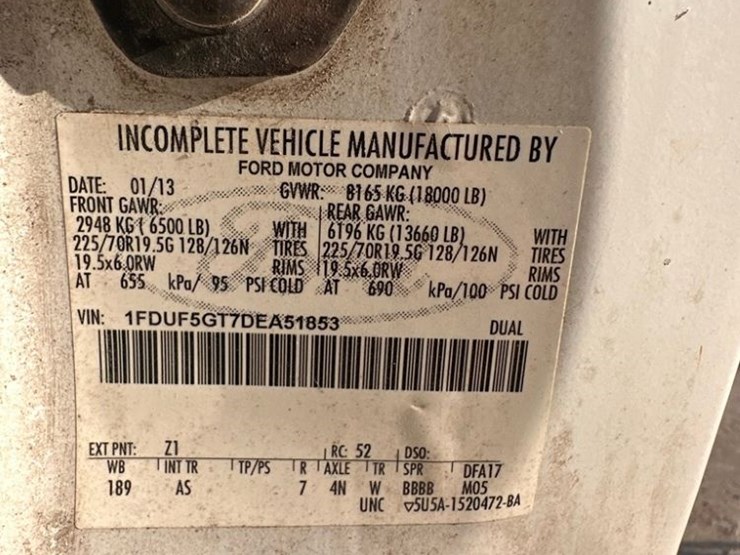 INCOMPLETE VEHICLE MANUFACTURED BY
FORD MOTOR COMPANY
DATE: 01/13 GVWR: 8165 KG (18000 LB)
FRONT GAWR: REAR GAWR:
2948 KG ( 6500 LB) WITH 6196 KG (13660 LB) WITH
225/70R19.5G 128/126N TIRES 225/70R19.5G 128/126N TIRES
19.5x6.0RW RIMS 19.5x6.0RW RIMS
AT 655 kPa/ 95 PSI COLD AT 690 kPa/100 PSI COLD
VIN: 1FDUF5GT7DEA51853 DUAL
EXT PNT: Z1 RC: 52 DSO:
WB INT TR TP/PS R AXLE TR SPR DFA17
189 AS 7 4N W BBBB M05
UNC ▽5U5A-1520472-BA